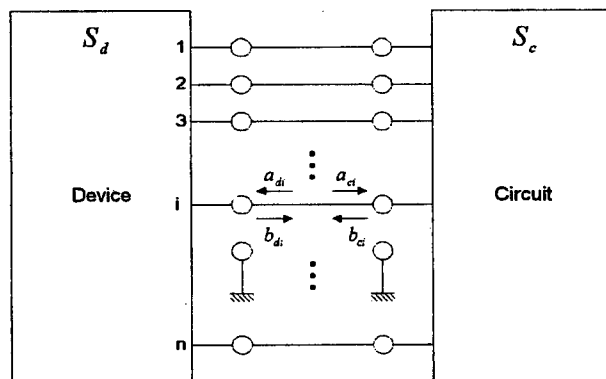 S_d
S_c
1
2
3
a_di
a_ci
Device
i
Circuit
b_di
b_ci
n